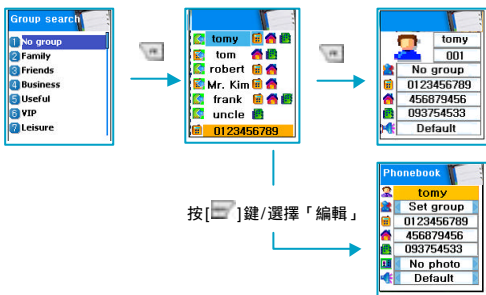 Group search
1 No group
2 Family
3 Friends
4 Business
5 Useful
6 VIP
7 Leisure
tomy
tom
robert
Mr. Kim
frank
uncle
0123456789
tomy
001
No group
0123456789
456879456
093754533
Default
按[ ]鍵/選擇「編輯」
Phonebook
tomy
Set group
0123456789
456879456
093754533
No photo
Default